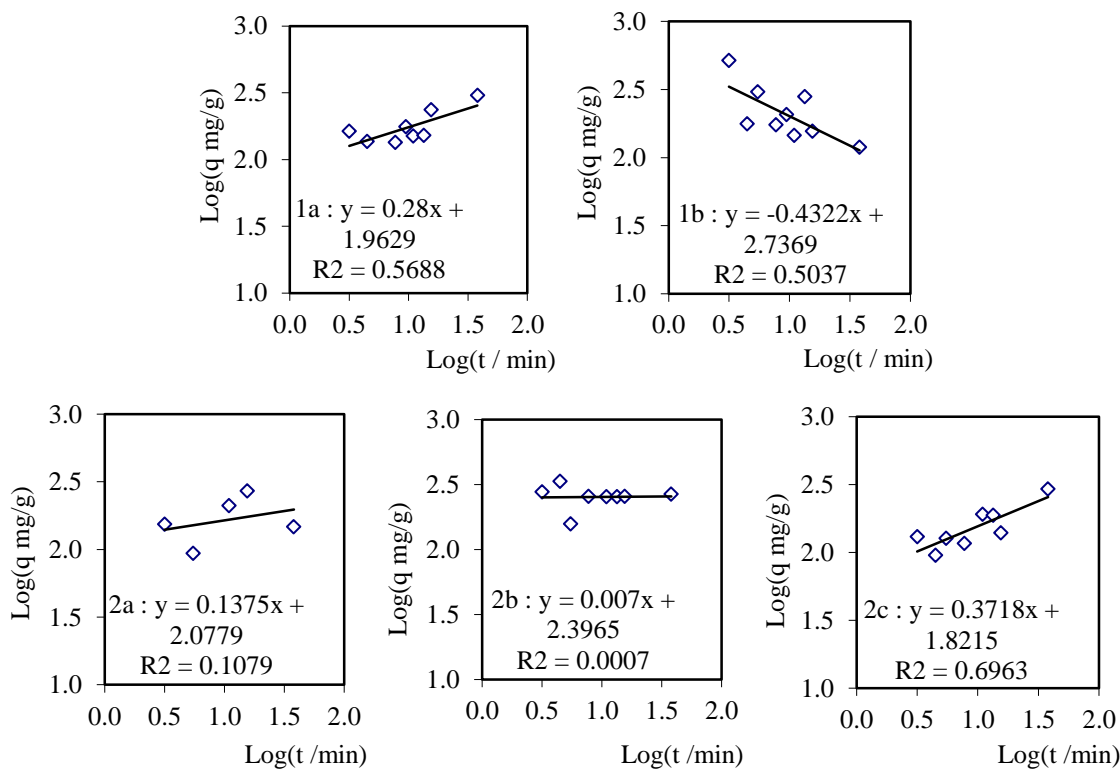 Log(q mg/g)
3.0
2.5
2.0
1.5
1.0
1a : y = 0.28x +
1.9629
R2 = 0.5688
0.0 0.5 1.0 1.5 2.0
Log(t / min)
Log(q mg/g)
3.0
2.5
2.0
1.5
1.0
1b : y = -0.4322x +
2.7369
R2 = 0.5037
0.0 0.5 1.0 1.5 2.0
Log(t / min)
Log(q mg/g)
3.0
2.5
2.0
1.5
1.0
2a : y = 0.1375x +
2.0779
R2 = 0.1079
0.0 0.5 1.0 1.5 2.0
Log(t /min)
Log(q mg/g)
3.0
2.5
2.0
1.5
1.0
2b : y = 0.007x +
2.3965
R2 = 0.0007
0.0 0.5 1.0 1.5 2.0
Log(t /min)
Log(q mg/g)
3.0
2.5
2.0
1.5
1.0
2c : y = 0.3718x +
1.8215
R2 = 0.6963
0.0 0.5 1.0 1.5 2.0
Log(t /min)